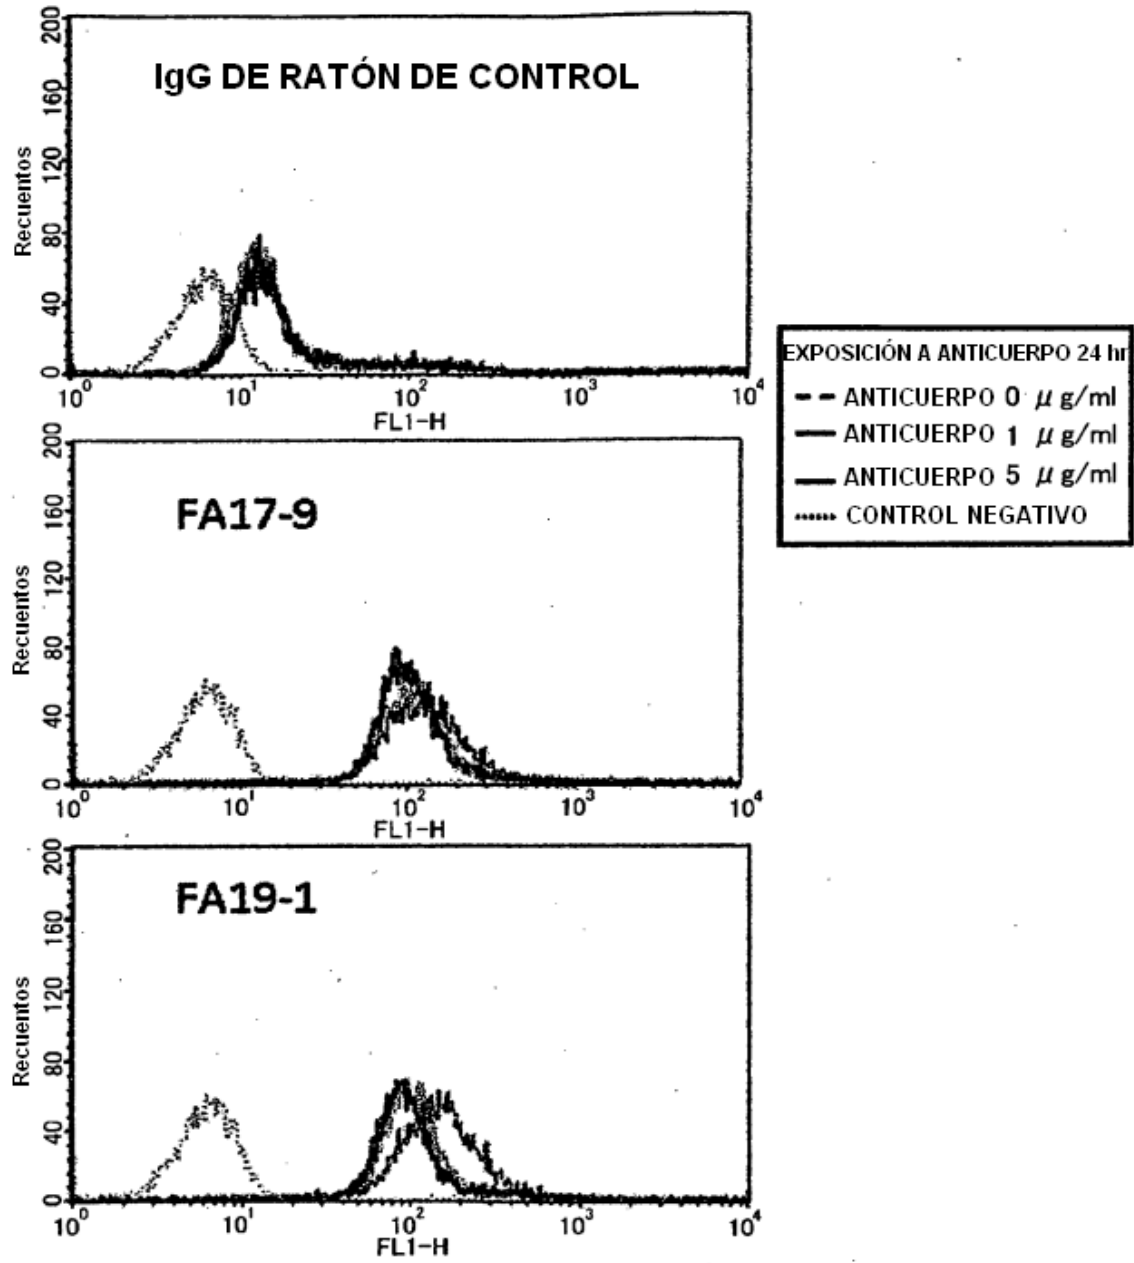 200
160
120
80
40
0
Recuentos
IgG DE RATÓN DE CONTROL
10⁰ 10¹ 10² 10³ 10⁴
FL1-H
EXPOSICIÓN A ANTICUERPO 24 hr
ANTICUERPO 0 μg/ml
ANTICUERPO 1 μg/ml
ANTICUERPO 5 μg/ml
CONTROL NEGATIVO
200
160
120
80
40
0
Recuentos
FA17-9
10⁰ 10¹ 10² 10³ 10⁴
FL1-H
200
160
120
80
40
0
Recuentos
FA19-1
10⁰ 10¹ 10² 10³ 10⁴
FL1-H